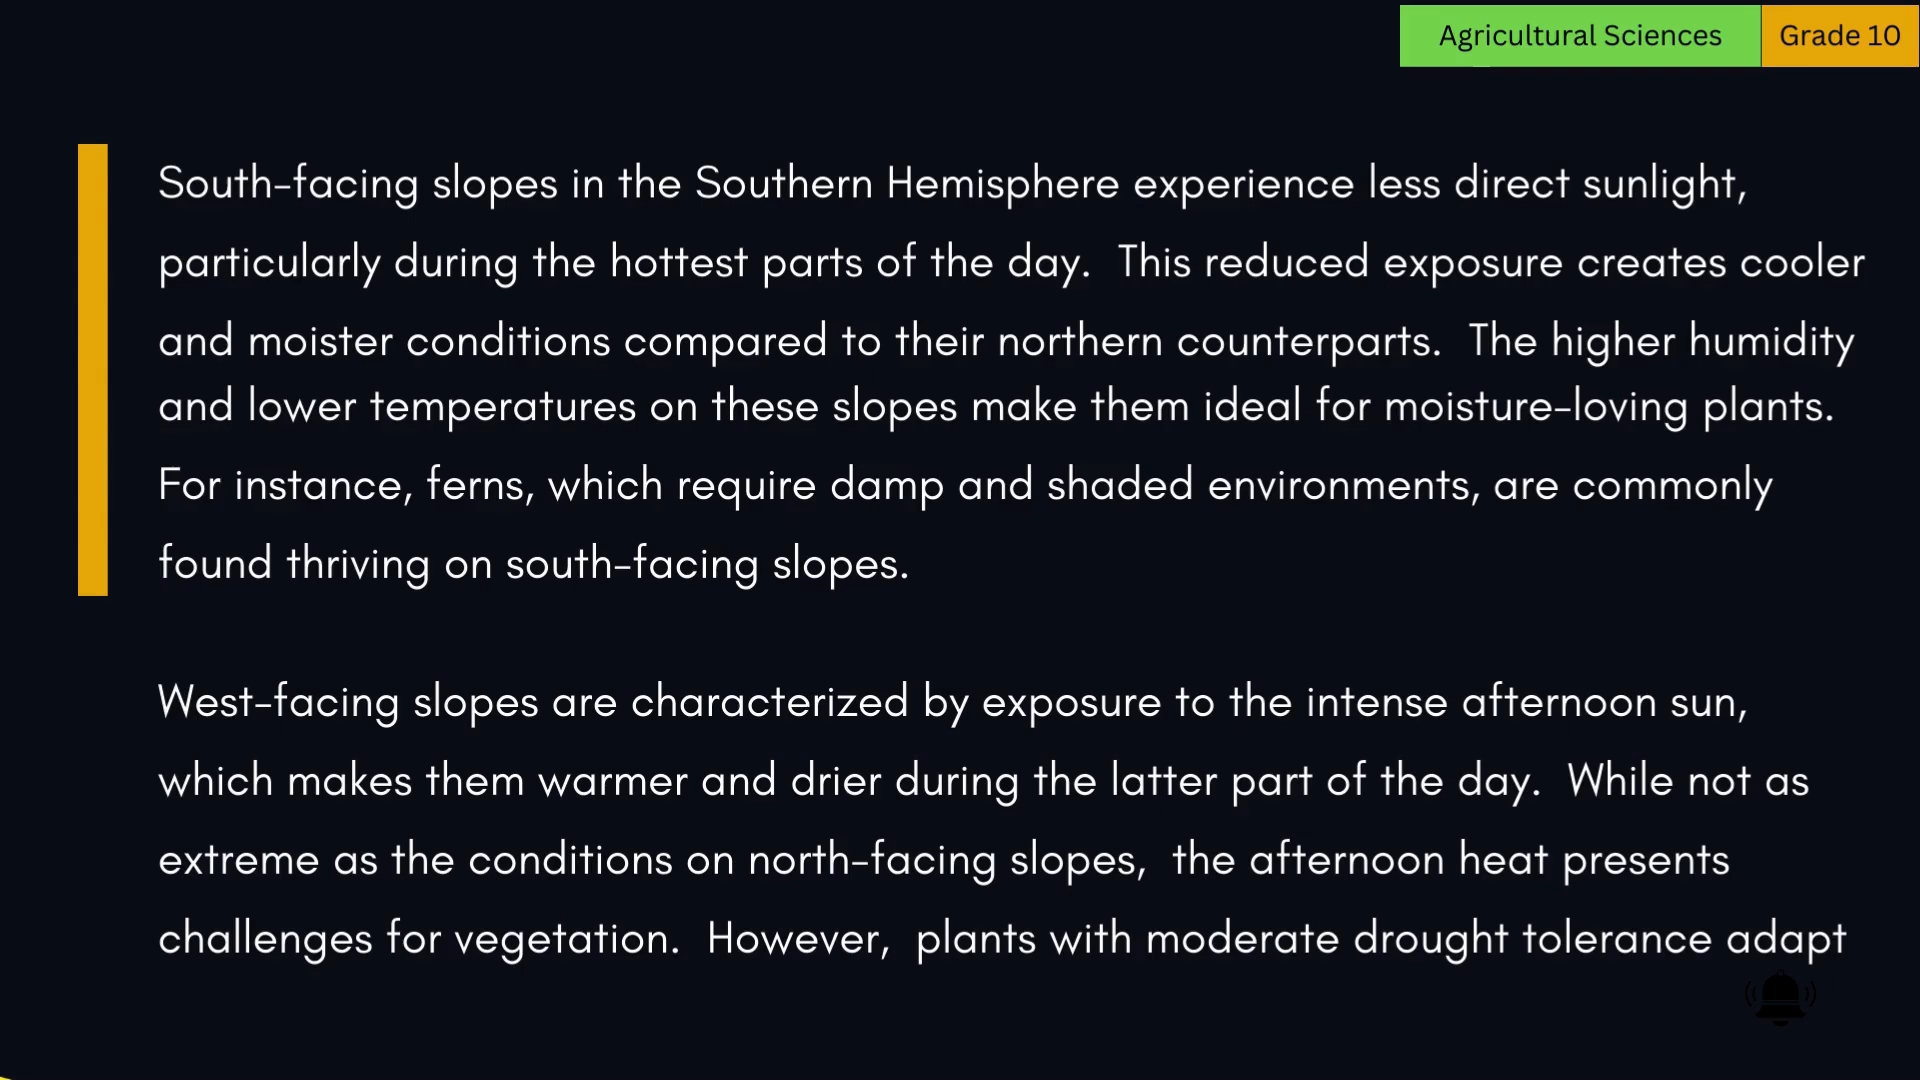 Agricultural Sciences Grade 10
South-facing slopes in the Southern Hemisphere experience less direct sunlight,
particularly during the hottest parts of the day. This reduced exposure creates cooler
and moister conditions compared to their northern counterparts. The higher humidity
and lower temperatures on these slopes make them ideal for moisture-loving plants.
For instance, ferns, which require damp and shaded environments, are commonly
found thriving on south-facing slopes.
West-facing slopes are characterized by exposure to the intense afternoon sun,
which makes them warmer and drier during the latter part of the day. While not as
extreme as the conditions on north-facing slopes, the afternoon heat presents
challenges for vegetation. However, plants with moderate drought tolerance adapt